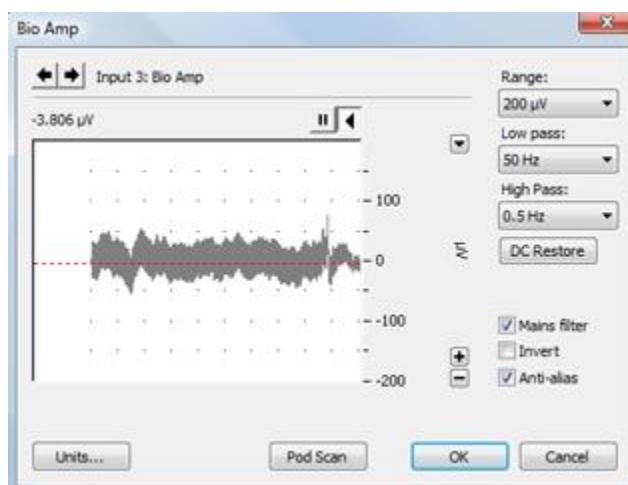 Bio Amp
Input 3: Bio Amp
-3.806 µV
Range:
200 µV
Low pass:
50 Hz
High Pass:
0.5 Hz
DC Restore
100
0
-100
-200
µV
Mains filter
Invert
Anti-alias
Units...
Pod Scan
OK
Cancel